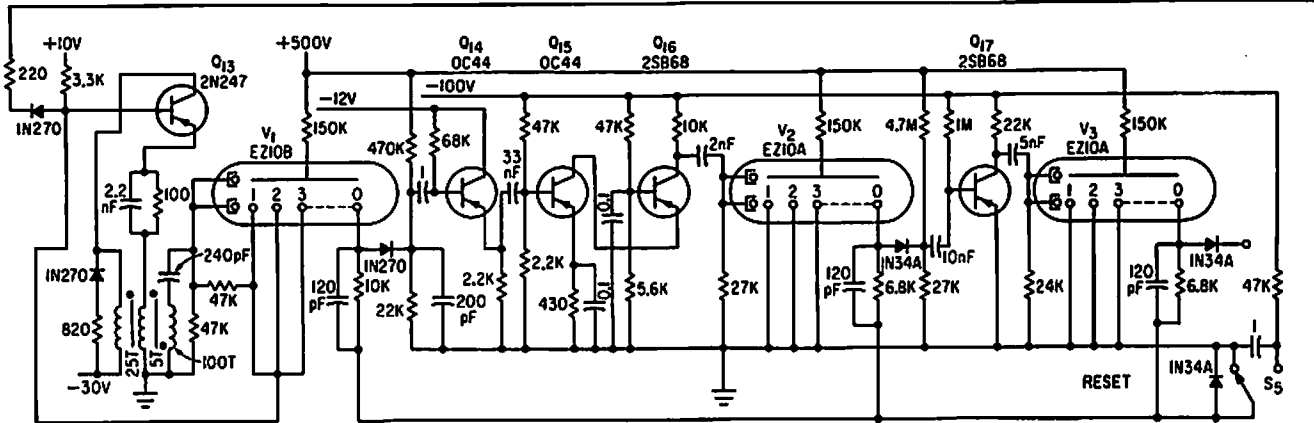 +10V
220
3.3K
1N270
Q13
2N247
+500V
Q14
OC44
Q15
OC44
Q16
2SB68
Q17
2SB68
-100V
-12V
V1
EZ10B
150K
1 2 3 0
470K
68K
1
33 nF
47K
47K
10K
2nF
V2
EZ10A
150K
1 2 3 0
4.7M
1M
22K
5nF
V3
EZ10A
150K
1 2 3 0
2.2 nF
100
240pF
1N270
820
47K
47K
25T
5T
100T
-30V
120 pF
10K
1N270
22K
200 pF
2.2K
2.2K
430
0.1
0.1
5.6K
27K
120 pF
1N34A
6.8K
10nF
27K
24K
120 pF
1N34A
6.8K
47K
RESET
1N34A
1
S5